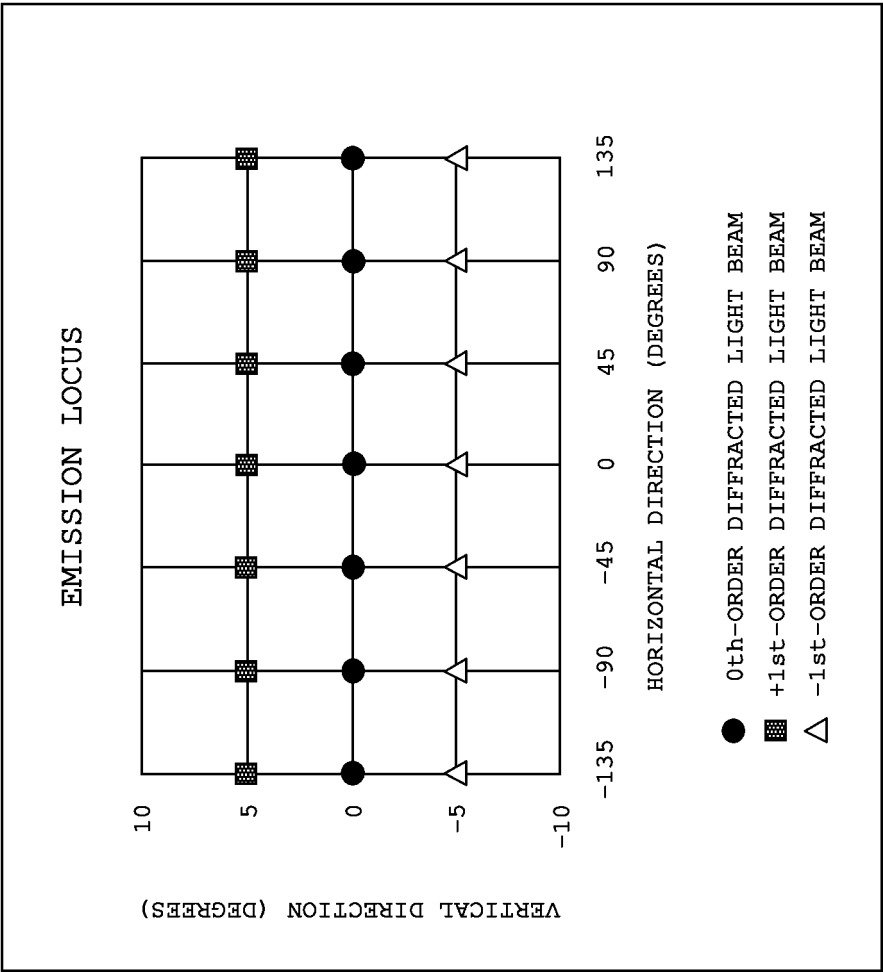 EMISSION LOCUS
VERTICAL DIRECTION (DEGREES)
10
5
0
-5
-10
-135
-90
-45
0
45
90
135
HORIZONTAL DIRECTION (DEGREES)
0th-ORDER DIFFRACTED LIGHT BEAM
+1st-ORDER DIFFRACTED LIGHT BEAM
-1st-ORDER DIFFRACTED LIGHT BEAM